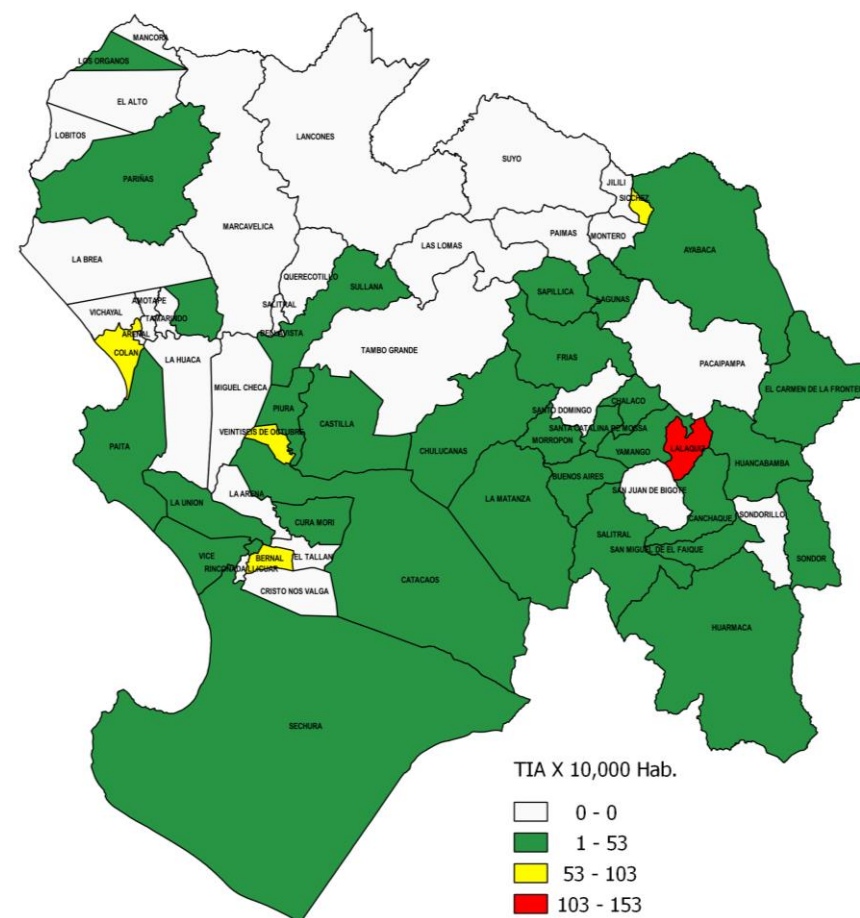 MANCORA
LOS ORGANOS
EL ALTO
LOBITOS
LANCONES
SUYO
PARIÑAS
JILILI
SICCHEZ
MARCAVELICA
PAIMAS
MONTERO
AYABACA
LAS LOMAS
LA BREA
QUERECOTILLO
SULLANA
SAPILLICA
LAGUNAS
AMOTAPE
VICHAYAL
SALITRAL
TAMARINDO
ARENAL
BELLAVISTA
COLAN
LA HUACA
TAMBO GRANDE
FRIAS
PACAIPAMPA
MIGUEL CHECA
EL CARMEN DE LA FRONTER
CHALACO
PIURA
CASTILLA
SANTO DOMINGO
VEINTISEIS DE OCTUBRE
SANTA CATALINA DE MOSSA
PAITA
CHULUCANAS
MORROPON
YAMANGO
LALAQUIZ
HUANCABAMBA
BUENOS AIRES
LA ARENA
SAN JUAN DE BIGOTE
LA UNION
LA MATANZA
SONDORILLO
CANCHAQUE
CURA MORI
SALITRAL
SAN MIGUEL DE EL FAIQUE
VICE
BERNAL
EL TALLAN
SONDOR
RINCONADA LLICUAR
CATACAOS
CRISTO NOS VALGA
HUARMACA
SECHURA
TIA X 10,000 Hab.
0 - 0
1 - 53
53 - 103
103 - 153